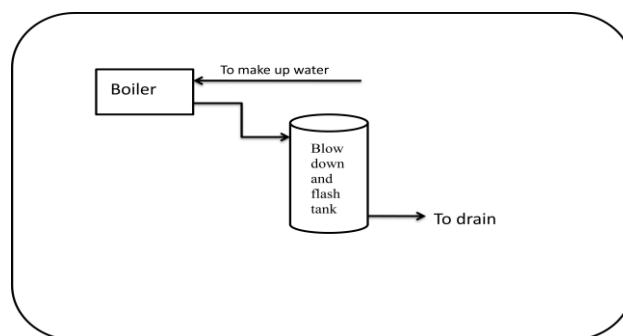 To make up water
Boiler
Blow
down
and
flash
tank
To drain